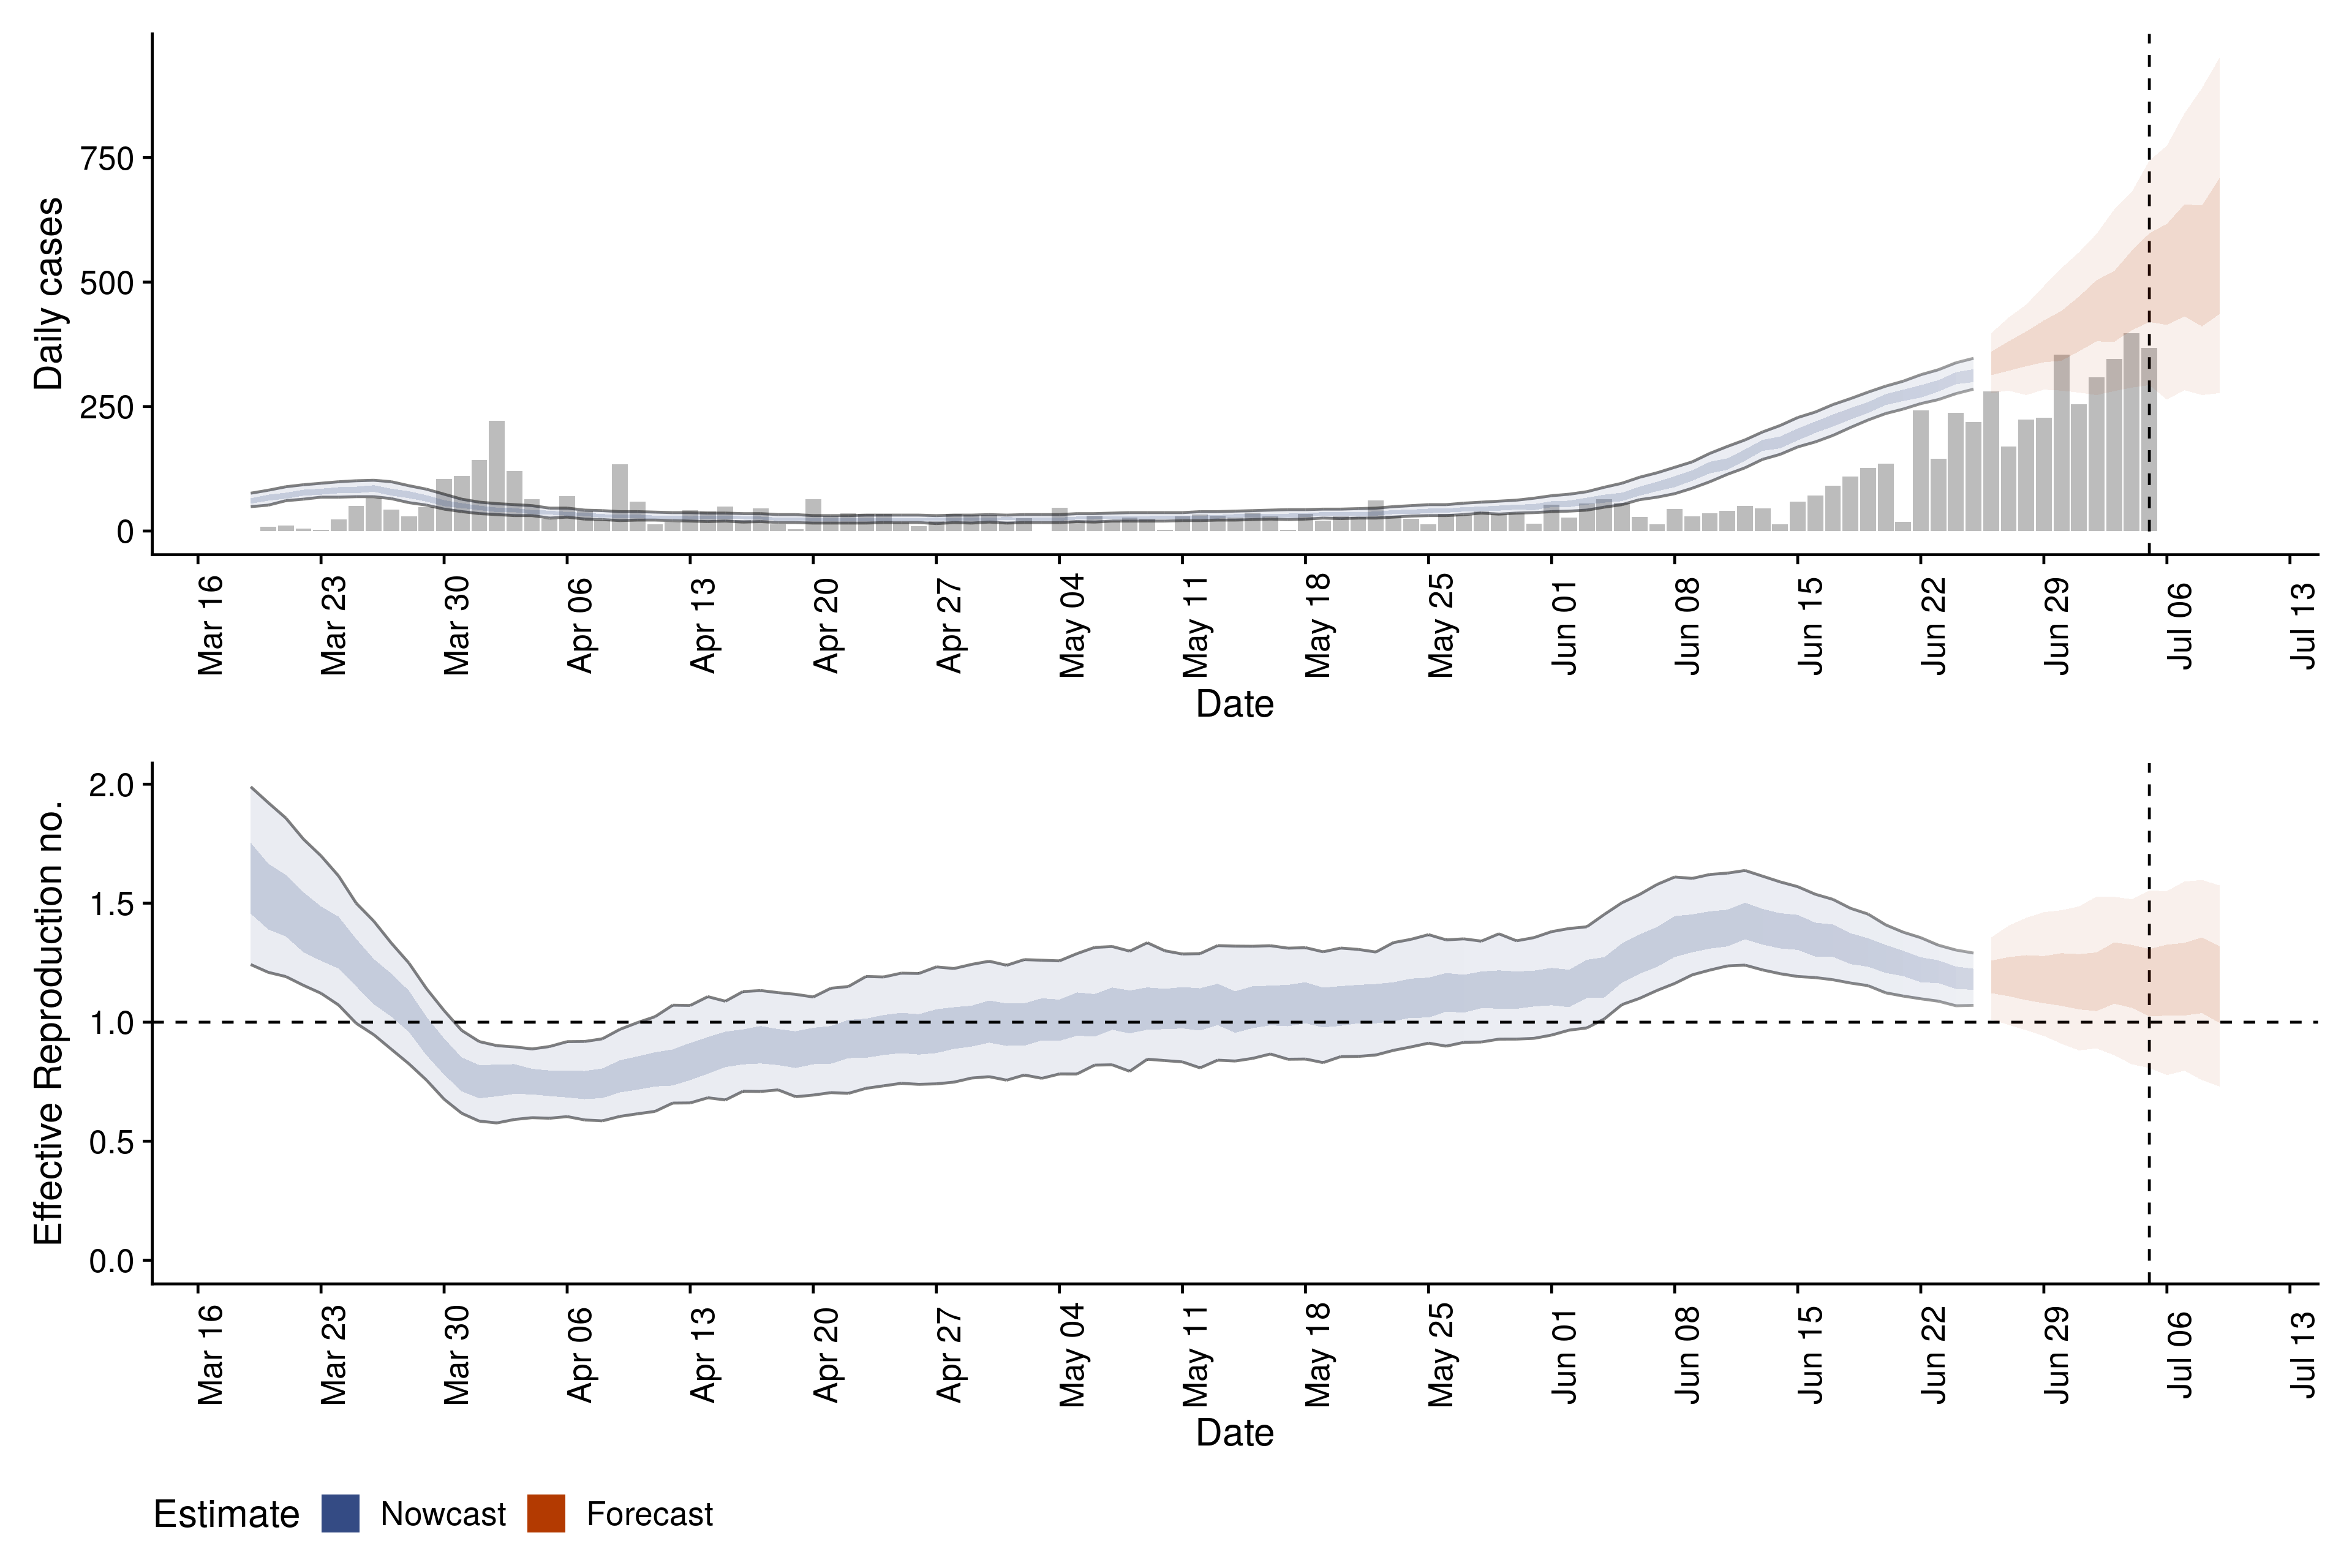 Daily cases
750
500
250
0
Mar 16
Mar 23
Mar 30
Apr 06
Apr 13
Apr 20
Apr 27
May 04
May 11
May 18
May 25
Jun 01
Jun 08
Jun 15
Jun 22
Jun 29
Jul 06
Jul 13
Date
Effective Reproduction no.
2.0
1.5
1.0
0.5
0.0
Mar 16
Mar 23
Mar 30
Apr 06
Apr 13
Apr 20
Apr 27
May 04
May 11
May 18
May 25
Jun 01
Jun 08
Jun 15
Jun 22
Jun 29
Jul 06
Jul 13
Date
Estimate Nowcast Forecast